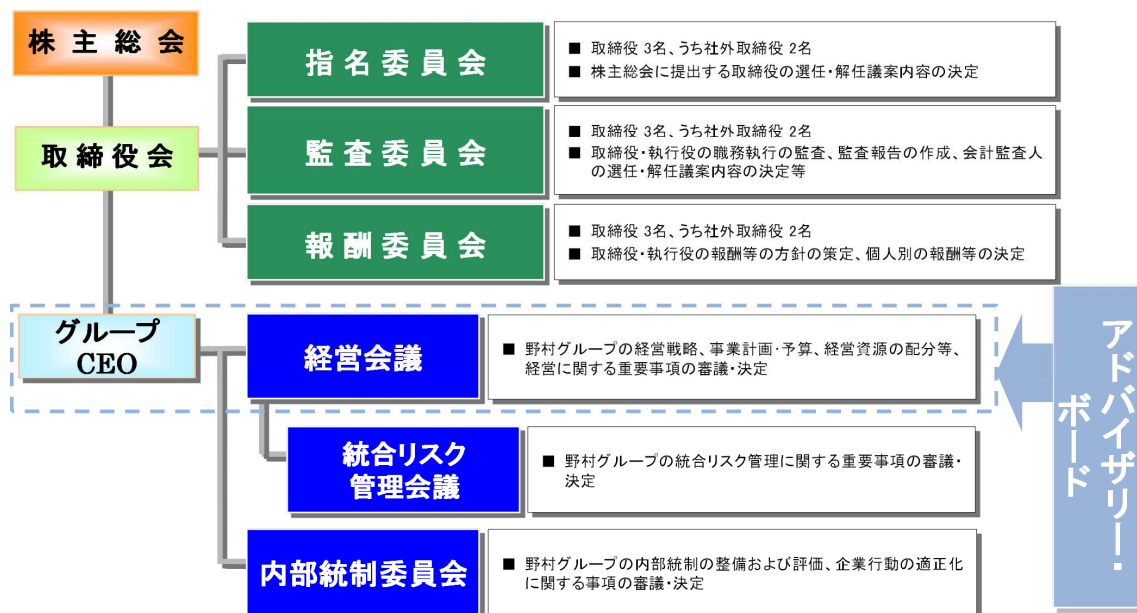 株主総会
指名委員会
■ 取締役 3名、うち社外取締役 2名
■ 株主総会に提出する取締役の選任・解任議案内容の決定
取締役会
監査委員会
■ 取締役 3名、うち社外取締役 2名
■ 取締役・執行役の職務執行の監査、監査報告の作成、会計監査人
の選任・解任議案内容の決定等
報酬委員会
■ 取締役 3名、うち社外取締役 2名
■ 取締役・執行役の報酬等の方針の策定、個人別の報酬等の決定
グループ
CEO
経営会議
■ 野村グループの経営戦略、事業計画・予算、経営資源の配分等、
経営に関する重要事項の審議・決定
統合リスク
管理会議
■ 野村グループの統合リスク管理に関する重要事項の審議・
決定
内部統制委員会
■ 野村グループの内部統制の整備および評価、企業行動の適正化
に関する事項の審議・決定
アドバイザリー・
ボード